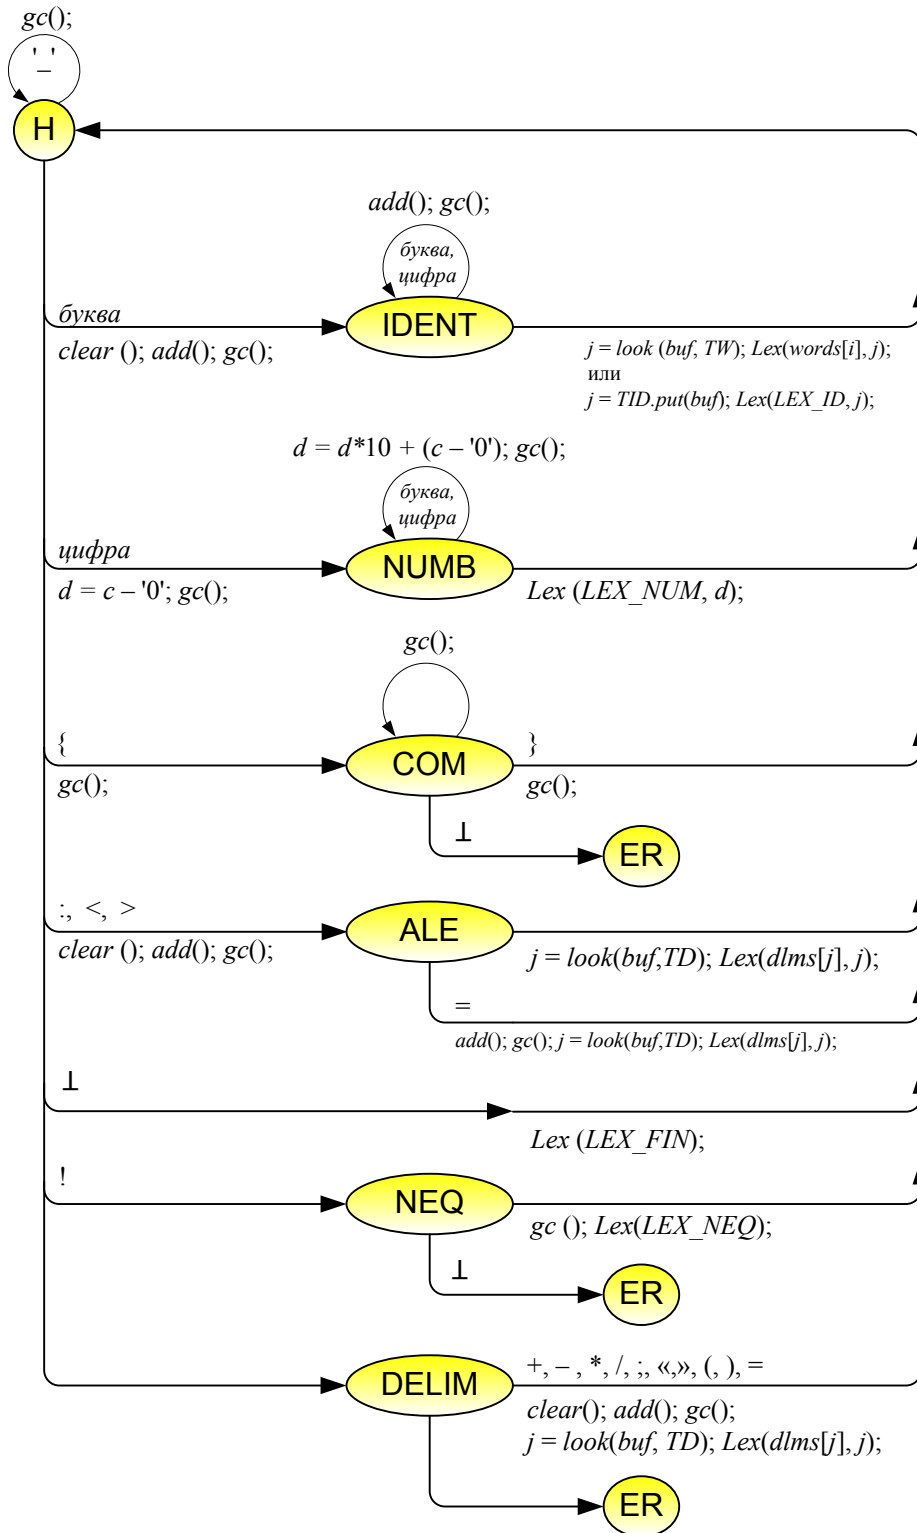 gc();
' '
_
H
add(); gc();
буква,
цифра
буква
IDENT
clear (); add(); gc();
j = look (buf, TW); Lex(words[i], j);
или
j = TID.put(buf); Lex(LEX_ID, j);
d = d*10 + (c – '0'); gc();
буква,
цифра
цифра
NUMB
d = c – '0'; gc();
Lex (LEX_NUM, d);
gc();
{
COM
}
gc();
gc();
⊥
ER
:, <, >
ALE
clear (); add(); gc();
j = look(buf,TD); Lex(dlms[j], j);
=
add(); gc(); j = look(buf,TD); Lex(dlms[j], j);
⊥
Lex (LEX_FIN);
!
NEQ
gc (); Lex(LEX_NEQ);
⊥
ER
DELIM
+, – , *, /, ;, «,», (, ), =
clear(); add(); gc();
j = look(buf, TD); Lex(dlms[j], j);
ER